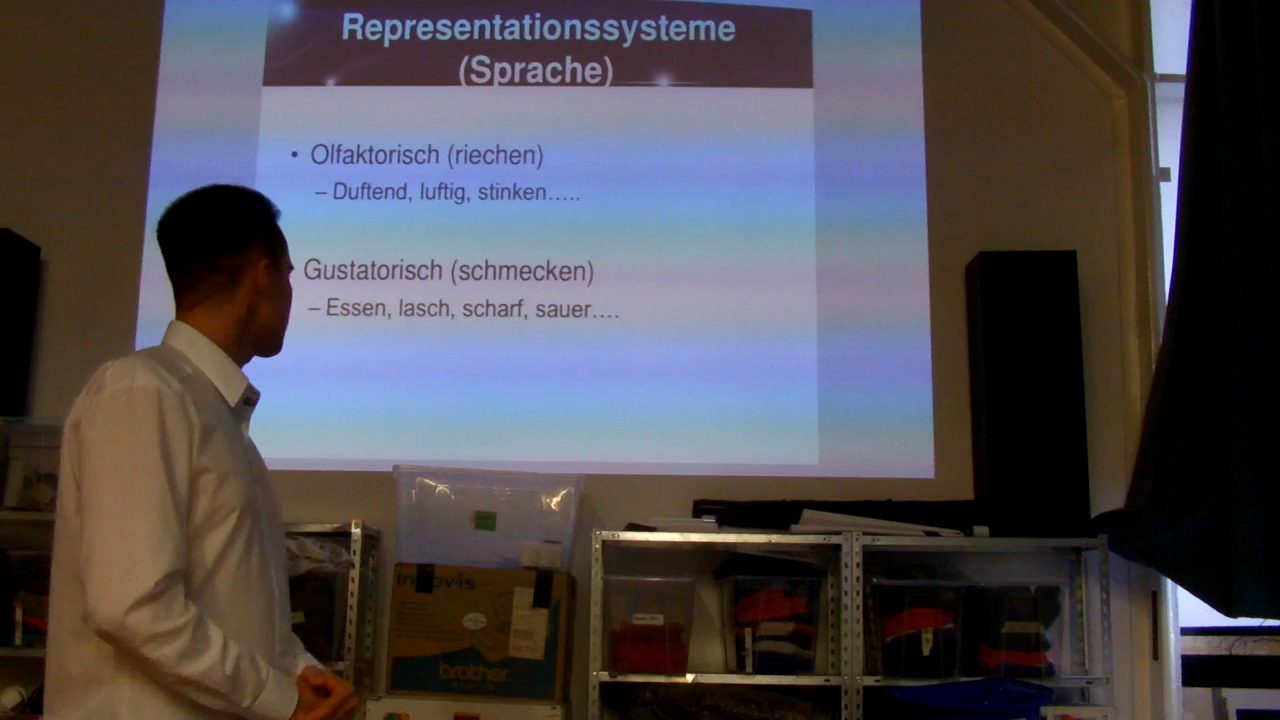 Representationssysteme
(Sprache)
• Olfaktorisch (riechen)
– Duftend, luftig, stinken…..
Gustatorisch (schmecken)
– Essen, lasch, scharf, sauer….
brother